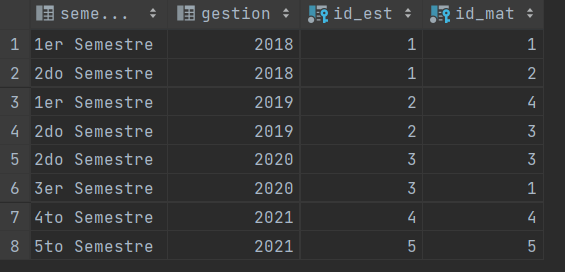 seme... gestion id_est id_mat
1 1er Semestre 2018 1 1
2 2do Semestre 2018 1 2
3 1er Semestre 2019 2 4
4 2do Semestre 2019 2 3
5 2do Semestre 2020 3 3
6 3er Semestre 2020 3 1
7 4to Semestre 2021 4 4
8 5to Semestre 2021 5 5